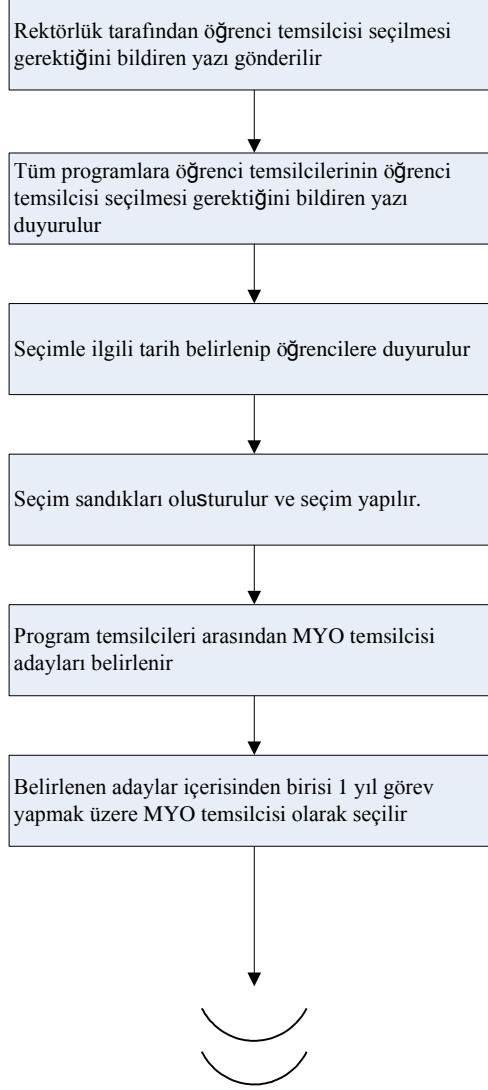 Rektörlük tarafından öğrenci temsilcisi seçilmesi
gerektiğini bildiren yazı gönderilir
Tüm programlara öğrenci temsilcilerinin öğrenci
temsilcisi seçilmesi gerektiğini bildiren yazı
duyurulur
Seçimle ilgili tarih belirlenip öğrencilere duyurulur
Seçim sandıkları olusturulur ve seçim yapılır.
Program temsilcileri arasından MYO temsilcisi
adayları belirlenir
Belirlenen adaylar içerisinden birisi 1 yıl görev
yapmak üzere MYO temsilcisi olarak seçilir